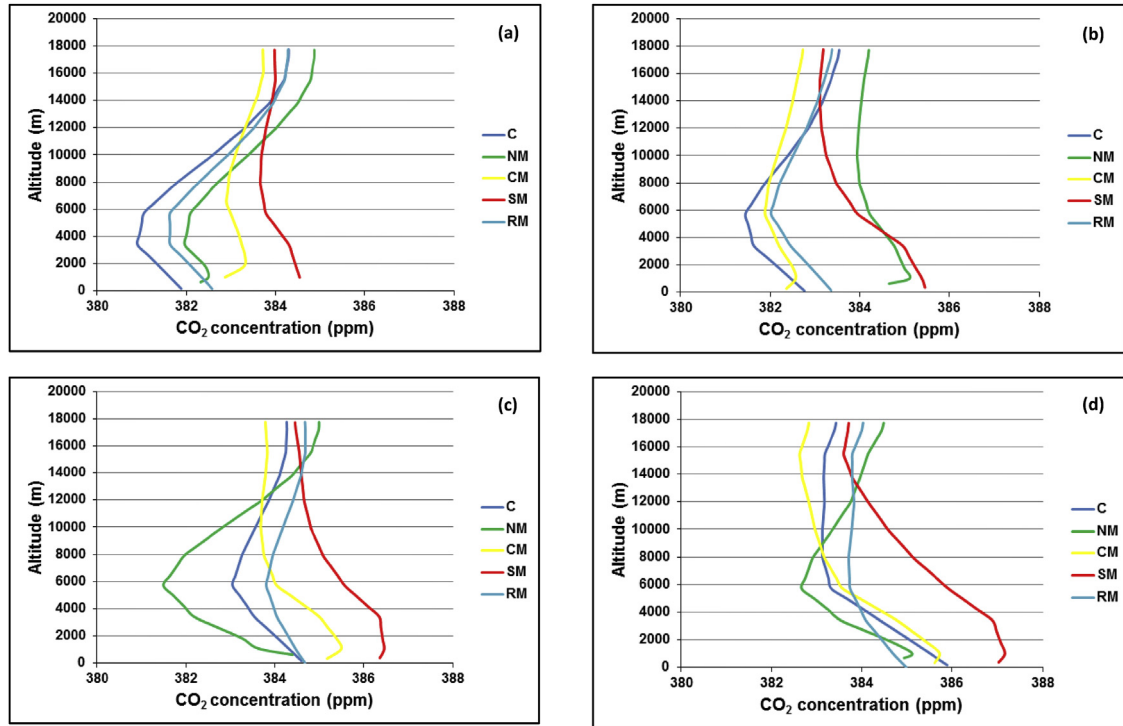 (a)
20000
18000
16000
14000
12000
10000
8000
6000
4000
2000
0
Altitude (m)
380 382 384 386 388
CO2 concentration (ppm)
C
NM
CM
SM
RM
(b)
20000
18000
16000
14000
12000
10000
8000
6000
4000
2000
0
Altitude (m)
380 382 384 386 388
CO2 concentration (ppm)
C
NM
CM
SM
RM
(c)
20000
18000
16000
14000
12000
10000
8000
6000
4000
2000
0
Altitude (m)
380 382 384 386 388
CO2 concentration (ppm)
C
NM
CM
SM
RM
(d)
20000
18000
16000
14000
12000
10000
8000
6000
4000
2000
0
Altitude (m)
380 382 384 386 388
CO2 concentration (ppm)
C
NM
CM
SM
RM